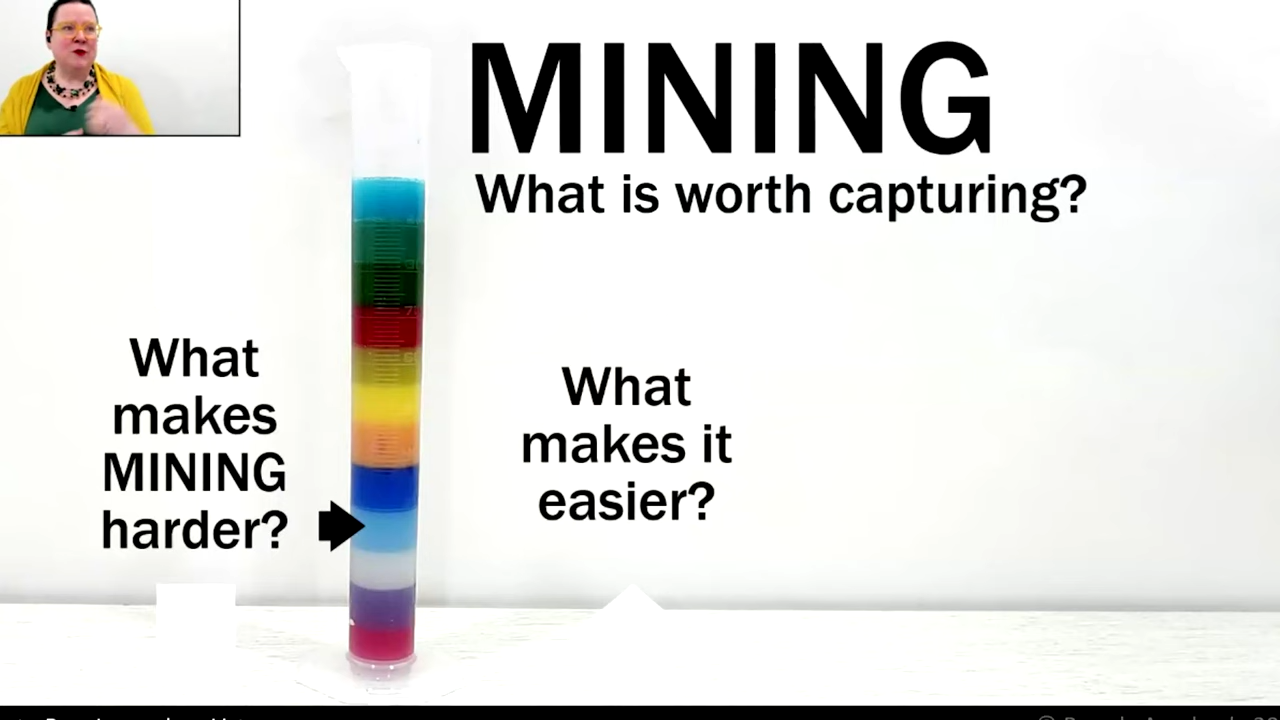 MINING
What is worth capturing?
What
makes
MINING
harder?
What
makes it
easier?